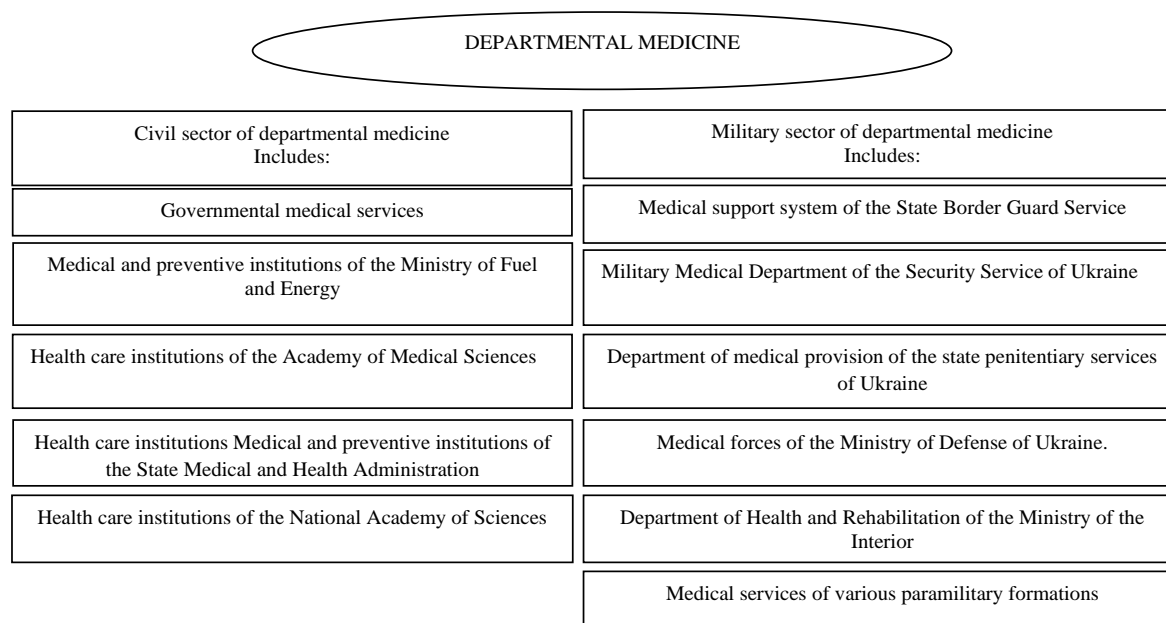 DEPARTMENTAL MEDICINE
Civil sector of departmental medicine
Includes:
Governmental medical services
Medical and preventive institutions of the Ministry of Fuel
and Energy
Health care institutions of the Academy of Medical Sciences
Health care institutions Medical and preventive institutions of
the State Medical and Health Administration
Health care institutions of the National Academy of Sciences
Military sector of departmental medicine
Includes:
Medical support system of the State Border Guard Service
Military Medical Department of the Security Service of Ukraine
Department of medical provision of the state penitentiary services
of Ukraine
Medical forces of the Ministry of Defense of Ukraine.
Department of Health and Rehabilitation of the Ministry of the
Interior
Medical services of various paramilitary formations